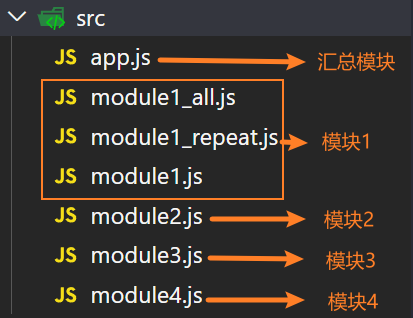 src
JS app.js 汇总模块
JS module1_all.js
JS module1_repeat.js 模块1
JS module1.js
JS module2.js 模块2
JS module3.js 模块3
JS module4.js 模块4